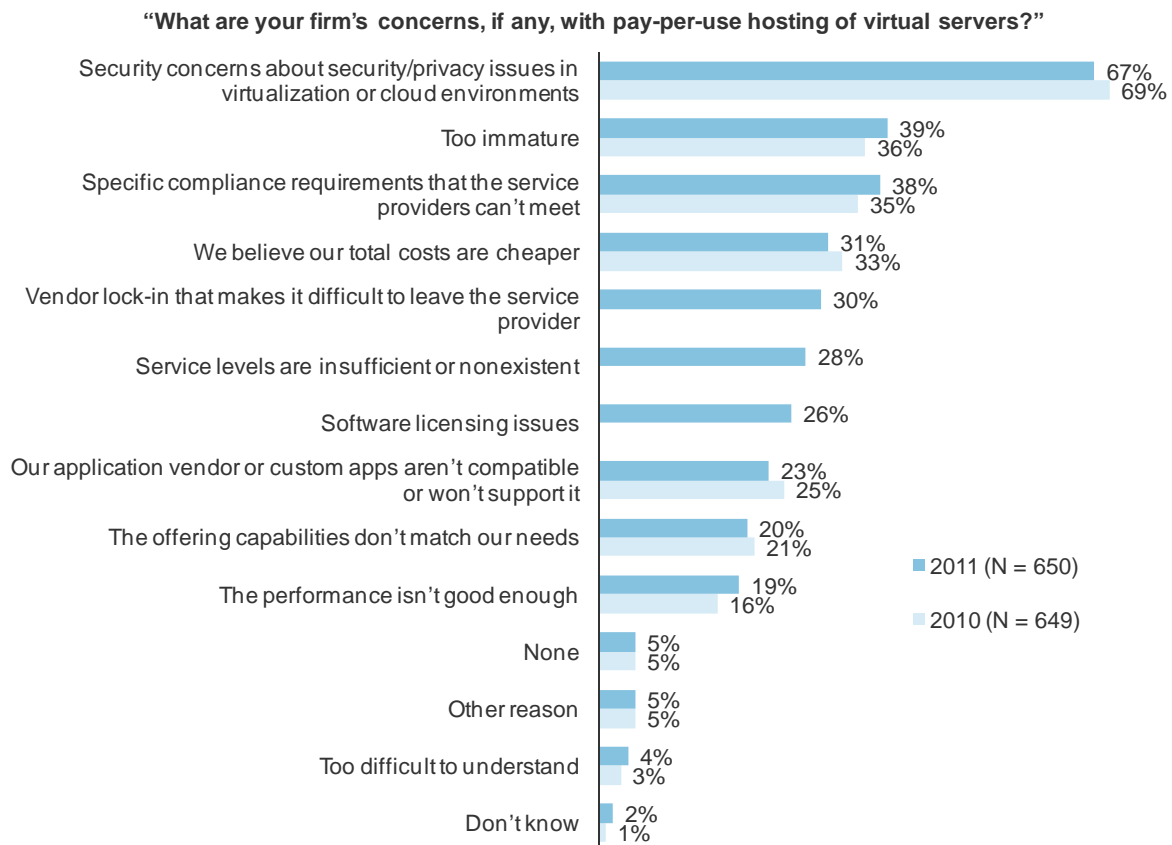 “What are your firm’s concerns, if any, with pay-per-use hosting of virtual servers?”
Security concerns about security/privacy issues in
virtualization or cloud environments
67%
69%
Too immature
39%
36%
Specific compliance requirements that the service
providers can’t meet
38%
35%
We believe our total costs are cheaper
31%
33%
Vendor lock-in that makes it difficult to leave the service
provider
30%
Service levels are insufficient or nonexistent
28%
Software licensing issues
26%
Our application vendor or custom apps aren’t compatible
or won’t support it
23%
25%
The offering capabilities don’t match our needs
20%
21%
The performance isn’t good enough
19%
16%
None
5%
5%
Other reason
5%
5%
Too difficult to understand
4%
3%
Don’t know
2%
1%
2011 (N = 650)
2010 (N = 649)